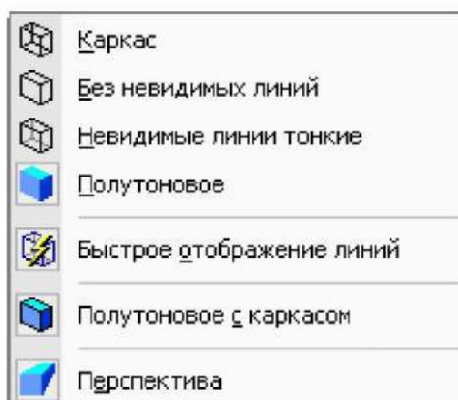 Каркас
Без невидимых линий
Невидимые линии тонкие
Полутоновое
Быстрое отображение линий
Полутоновое с каркасом
Перспектива